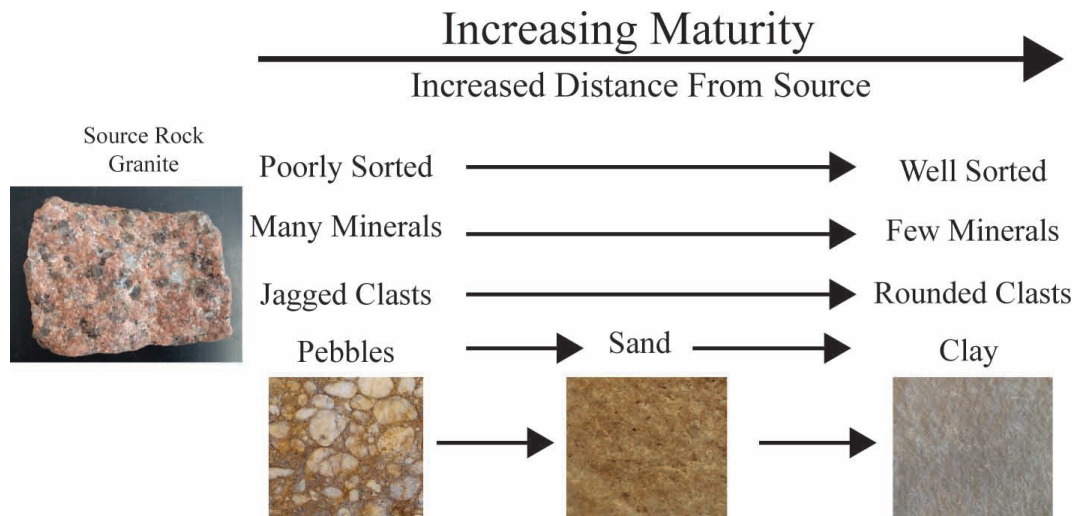 Increasing Maturity
Increased Distance From Source
Source Rock
Granite
Poorly Sorted
Well Sorted
Many Minerals
Few Minerals
Jagged Clasts
Rounded Clasts
Pebbles
Sand
Clay